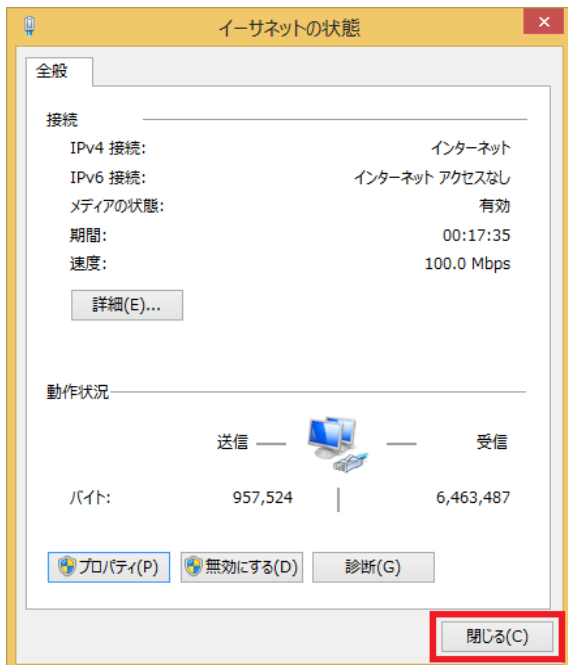 イーサネットの状態
全般
接続
IPv4 接続: インターネット
IPv6 接続: インターネット アクセスなし
メディアの状態: 有効
期間: 00:17:35
速度: 100.0 Mbps
詳細(E)...
動作状況
送信 受信
バイト: 957,524 6,463,487
プロパティ(P) 無効にする(D) 診断(G)
閉じる(C)